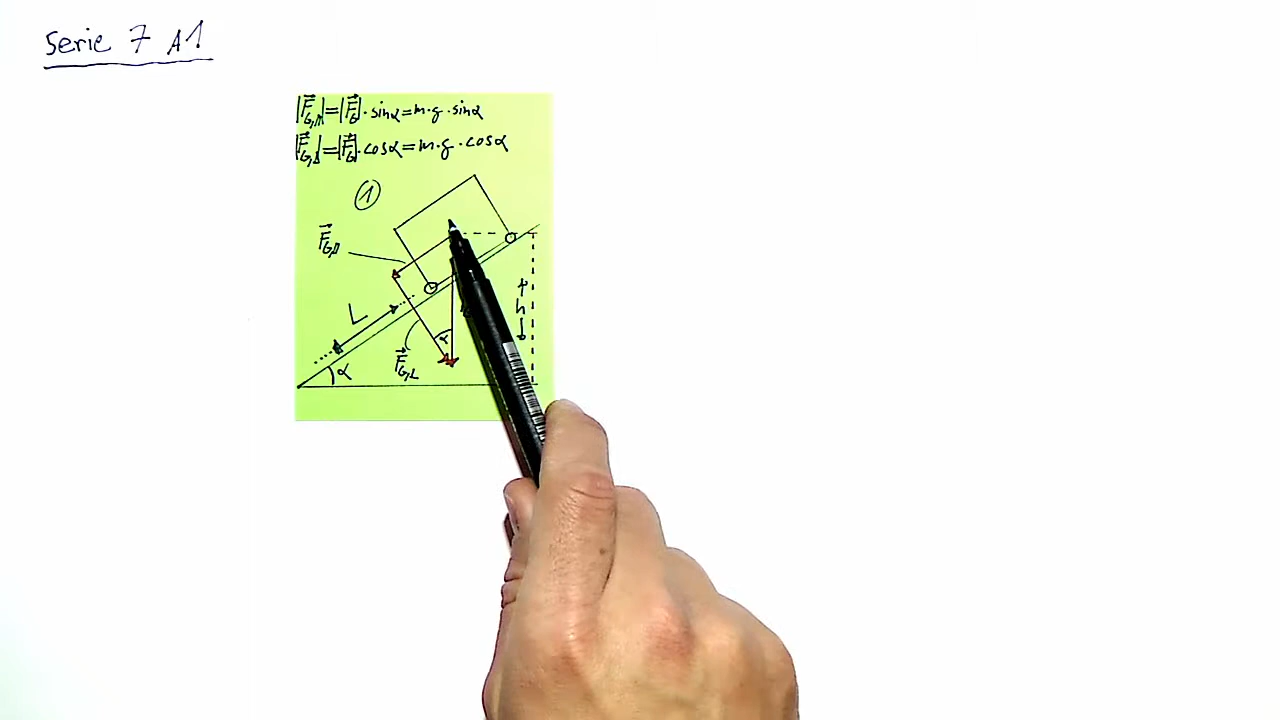 Serie 7 A1
|F⃗G,∥|=|F⃗G|·sinα=m·g·sinα
|F⃗G,⊥|=|F⃗G|·cosα=m·g·cosα
1
F⃗G,∥
L
h
α
F⃗G,⊥
α